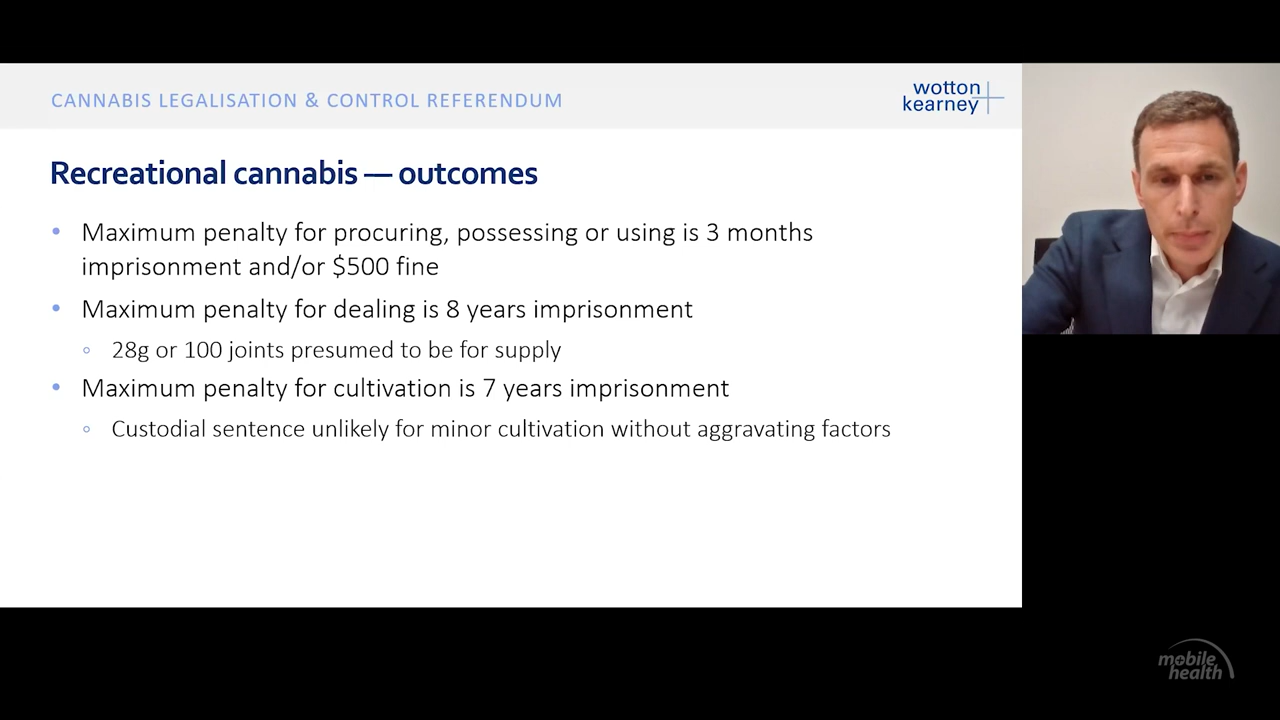 CANNABIS LEGALISATION & CONTROL REFERENDUM
wotton
kearney
Recreational cannabis — outcomes
• Maximum penalty for procuring, possessing or using is 3 months
imprisonment and/or $500 fine
• Maximum penalty for dealing is 8 years imprisonment
◦ 28g or 100 joints presumed to be for supply
• Maximum penalty for cultivation is 7 years imprisonment
◦ Custodial sentence unlikely for minor cultivation without aggravating factors
mobile
health